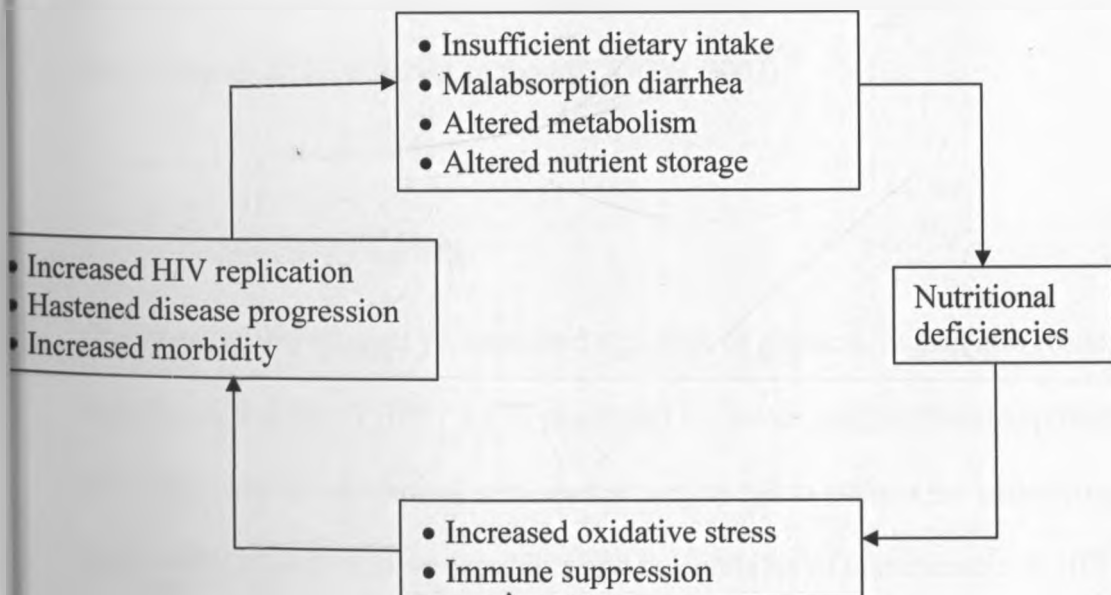 • Insufficient dietary intake
• Malabsorption diarrhea
• Altered metabolism
• Altered nutrient storage
• Increased HIV replication
• Hastened disease progression
• Increased morbidity
Nutritional
deficiencies
• Increased oxidative stress
• Immune suppression